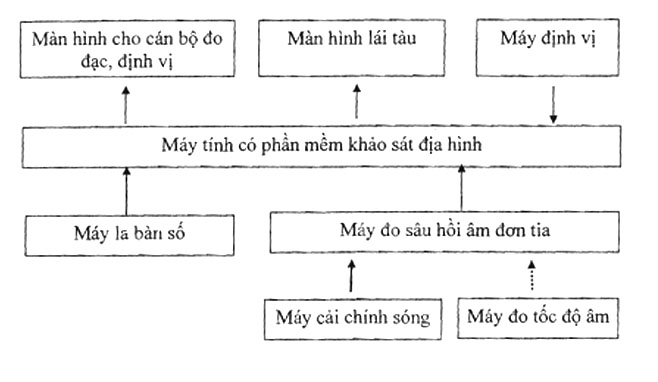 Màn hình cho cán bộ đo
đạc, định vị
Màn hình lái tàu
Máy định vị
Máy tính có phần mềm khảo sát địa hình
Máy la bàn số
Máy đo sâu hồi âm đơn tia
Máy cải chính sóng
Máy đo tốc độ âm